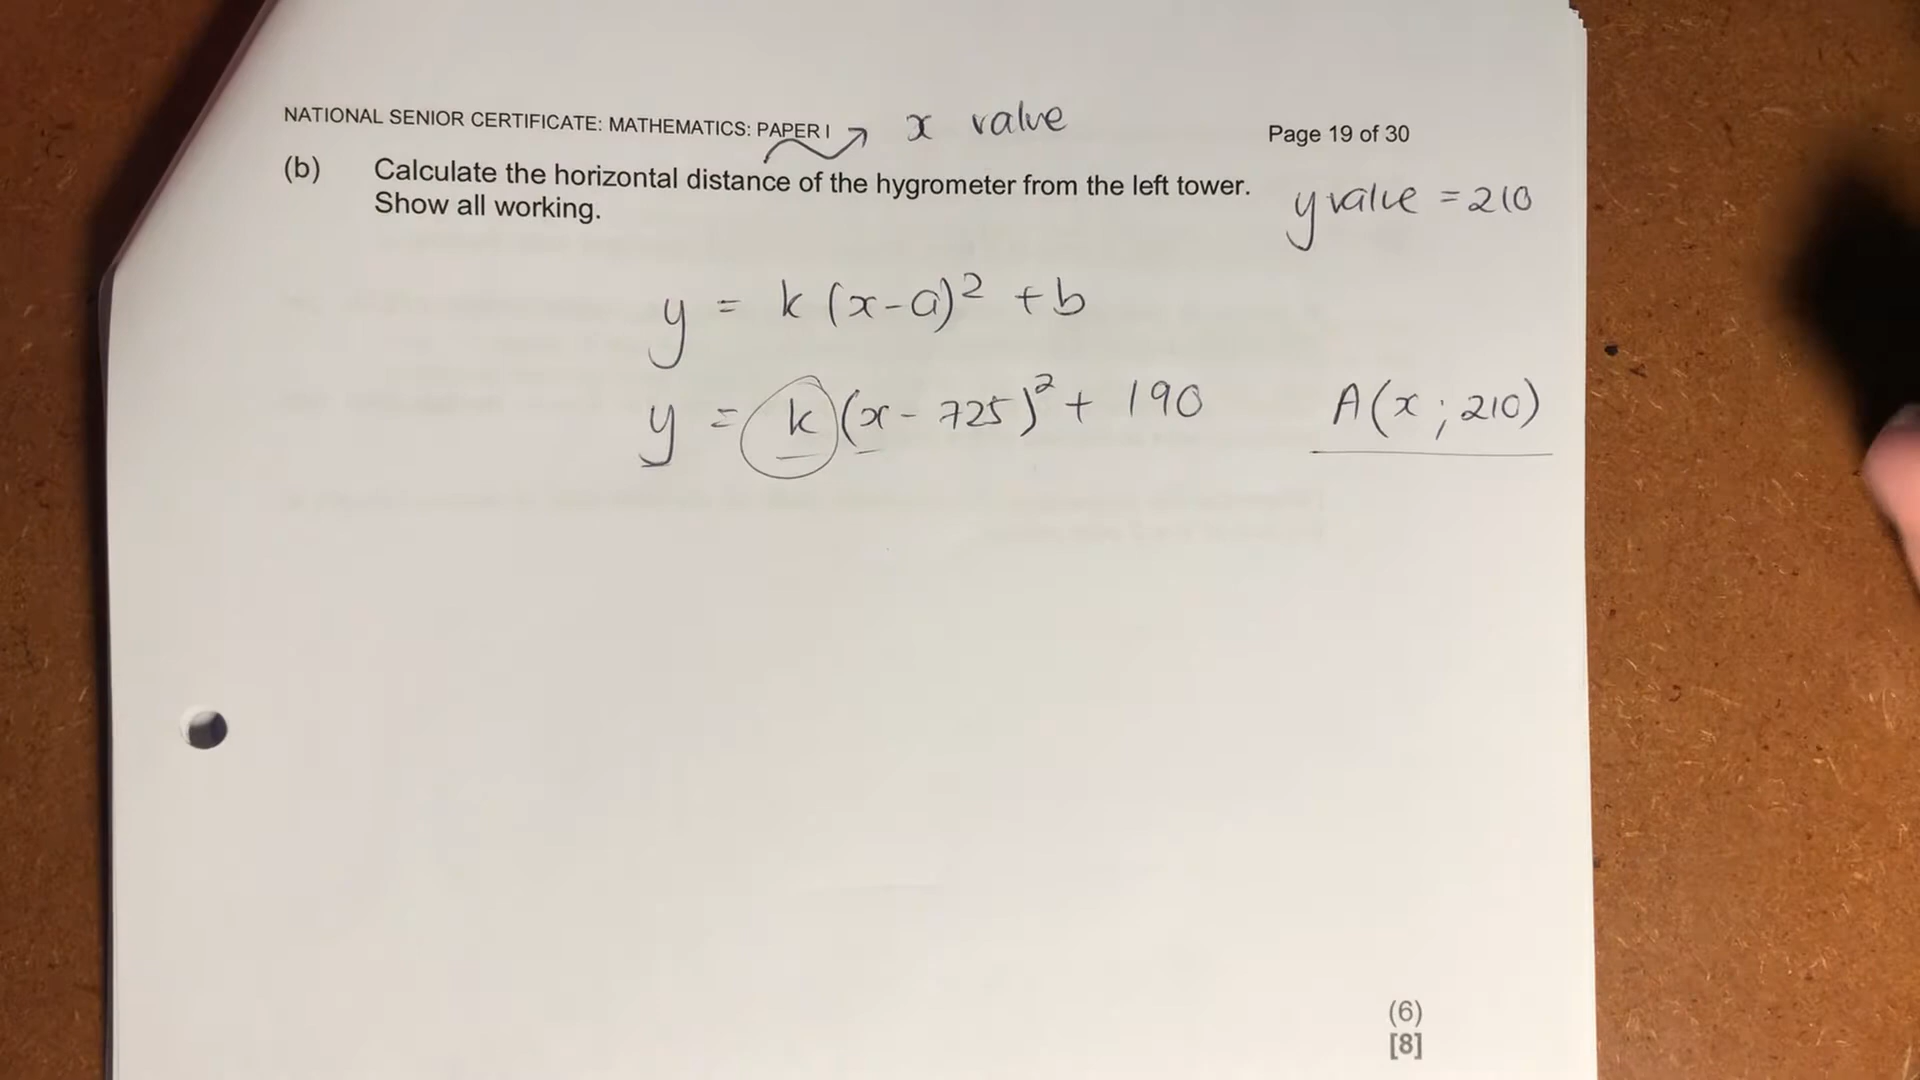 NATIONAL SENIOR CERTIFICATE: MATHEMATICS: PAPER I x value Page 19 of 30
(b) Calculate the horizontal distance of the hygrometer from the left tower.
Show all working.
y value = 210
y = k (x-a)² + b
y = k (x - 725)² + 190 A(x ; 210)
(6)
[8]